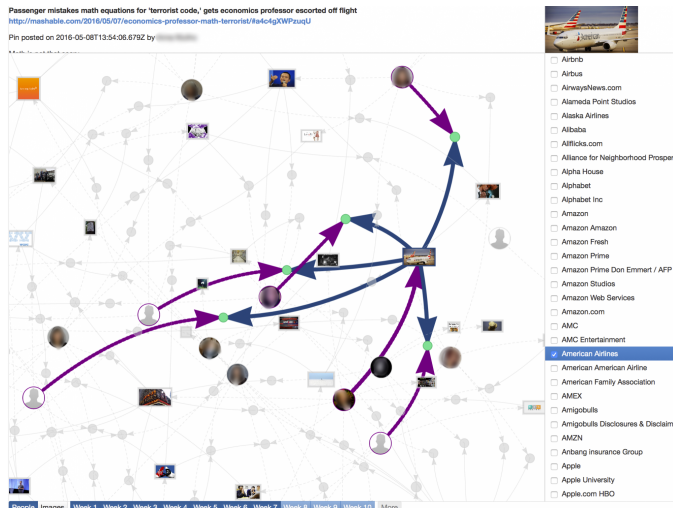 Passenger mistakes math equations for 'terrorist code,' gets economics professor escorted off flight
http://mashable.com/2016/05/07/economics-professor-math-terrorist/#a4c4gXWPzuqU
Pin posted on 2016-05-08T13:54:06.679Z by
Airbnb
Airbus
AirwaysNews.com
Alameda Point Studios
Alaska Airlines
Alibaba
Allflicks.com
Alliance for Neighborhood Prosper
Alpha House
Alphabet
Alphabet Inc
Amazon
Amazon Amazon
Amazon Fresh
Amazon Prime
Amazon Prime Don Emmert / AFP
Amazon Studios
Amazon Web Services
Amazon.com
AMC
AMC Entertainment
American Airlines
American American Airline
American Family Association
AMEX
Amigobulls
Amigobulls Disclosures & Disclaim
AMZN
Anbang insurance Group
Apple
Apple University
Apple.com HBO
People Images Week 1 Week 2 Week 3 Week 4 Week 5 Week 6 Week 7 Week 8 Week 9 Week 10 More